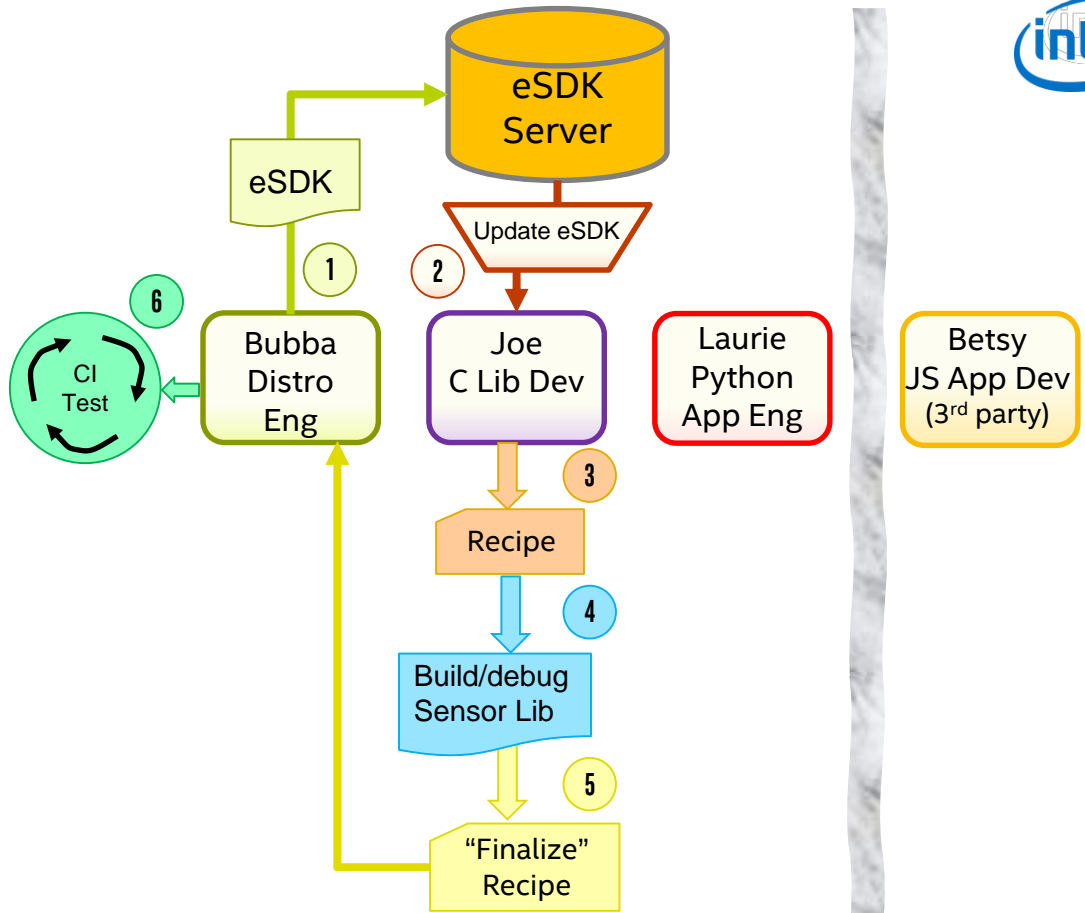 eSDK
Server
eSDK
Update eSDK
1
2
6
CI
Test
Bubba
Distro
Eng
Joe
C Lib Dev
Laurie
Python
App Eng
Betsy
JS App Dev
(3rd party)
3
Recipe
4
Build/debug
Sensor Lib
5
“Finalize”
Recipe